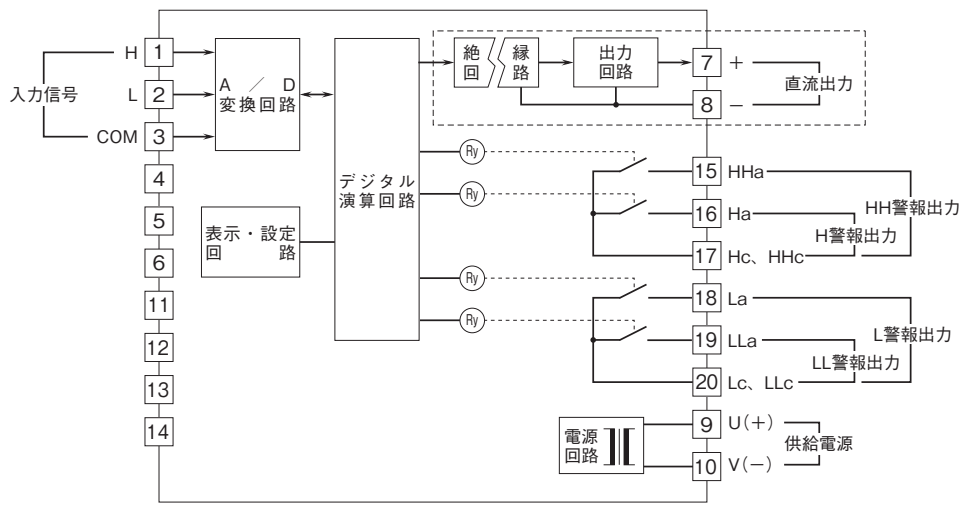 入力信号
H 1
L 2
COM 3
4
5
6
11
12
13
14
A / D
変換回路
表示・設定
回 路
デジタル
演算回路
絶 縁
回 路
出力
回路
7 +
8 −
直流出力
Ry
Ry
Ry
Ry
15 HHa
16 Ha
17 Hc、HHc
H警報出力
HH警報出力
18 La
19 LLa
20 Lc、LLc
LL警報出力
L警報出力
電源
回路
9 U(+)
10 V(−)
供給電源